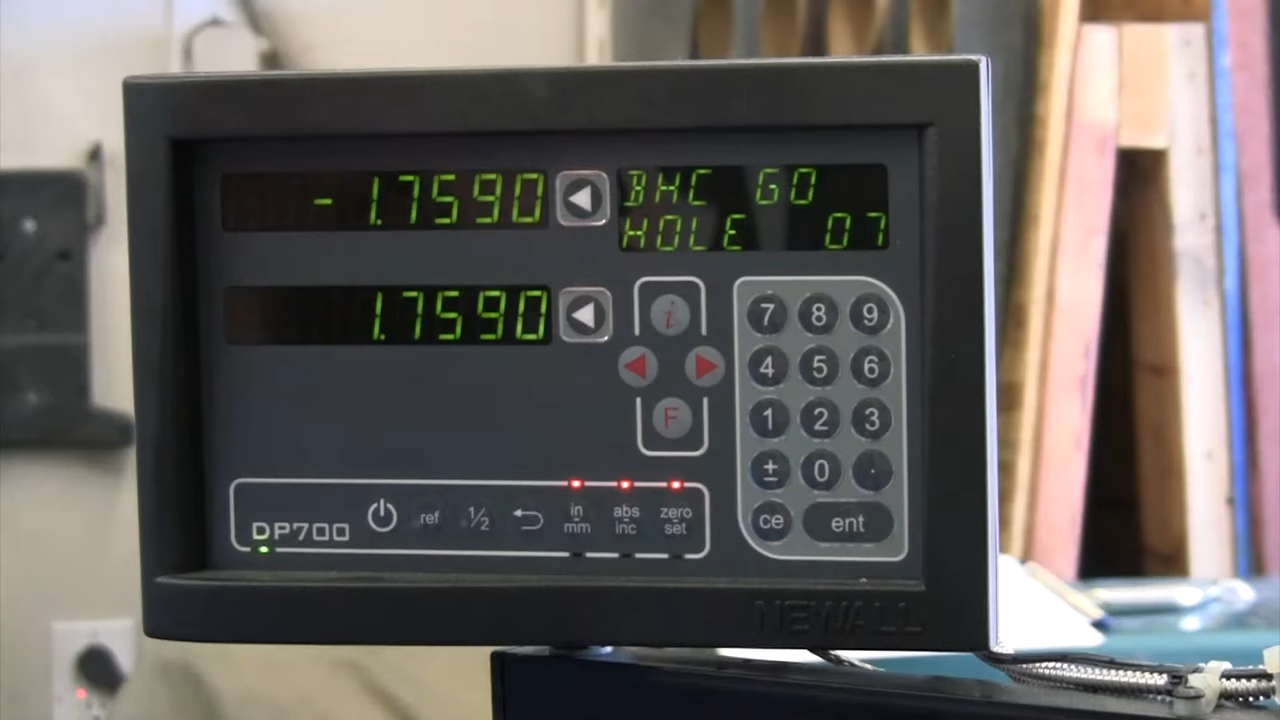 -1.7590
BHC GO
HOLE 07
1.7590
i
F
7 8 9
4 5 6
1 2 3
± 0 .
ce ent
DP700
ref
1/2
in
mm
abs
inc
zero
set
NEWALL